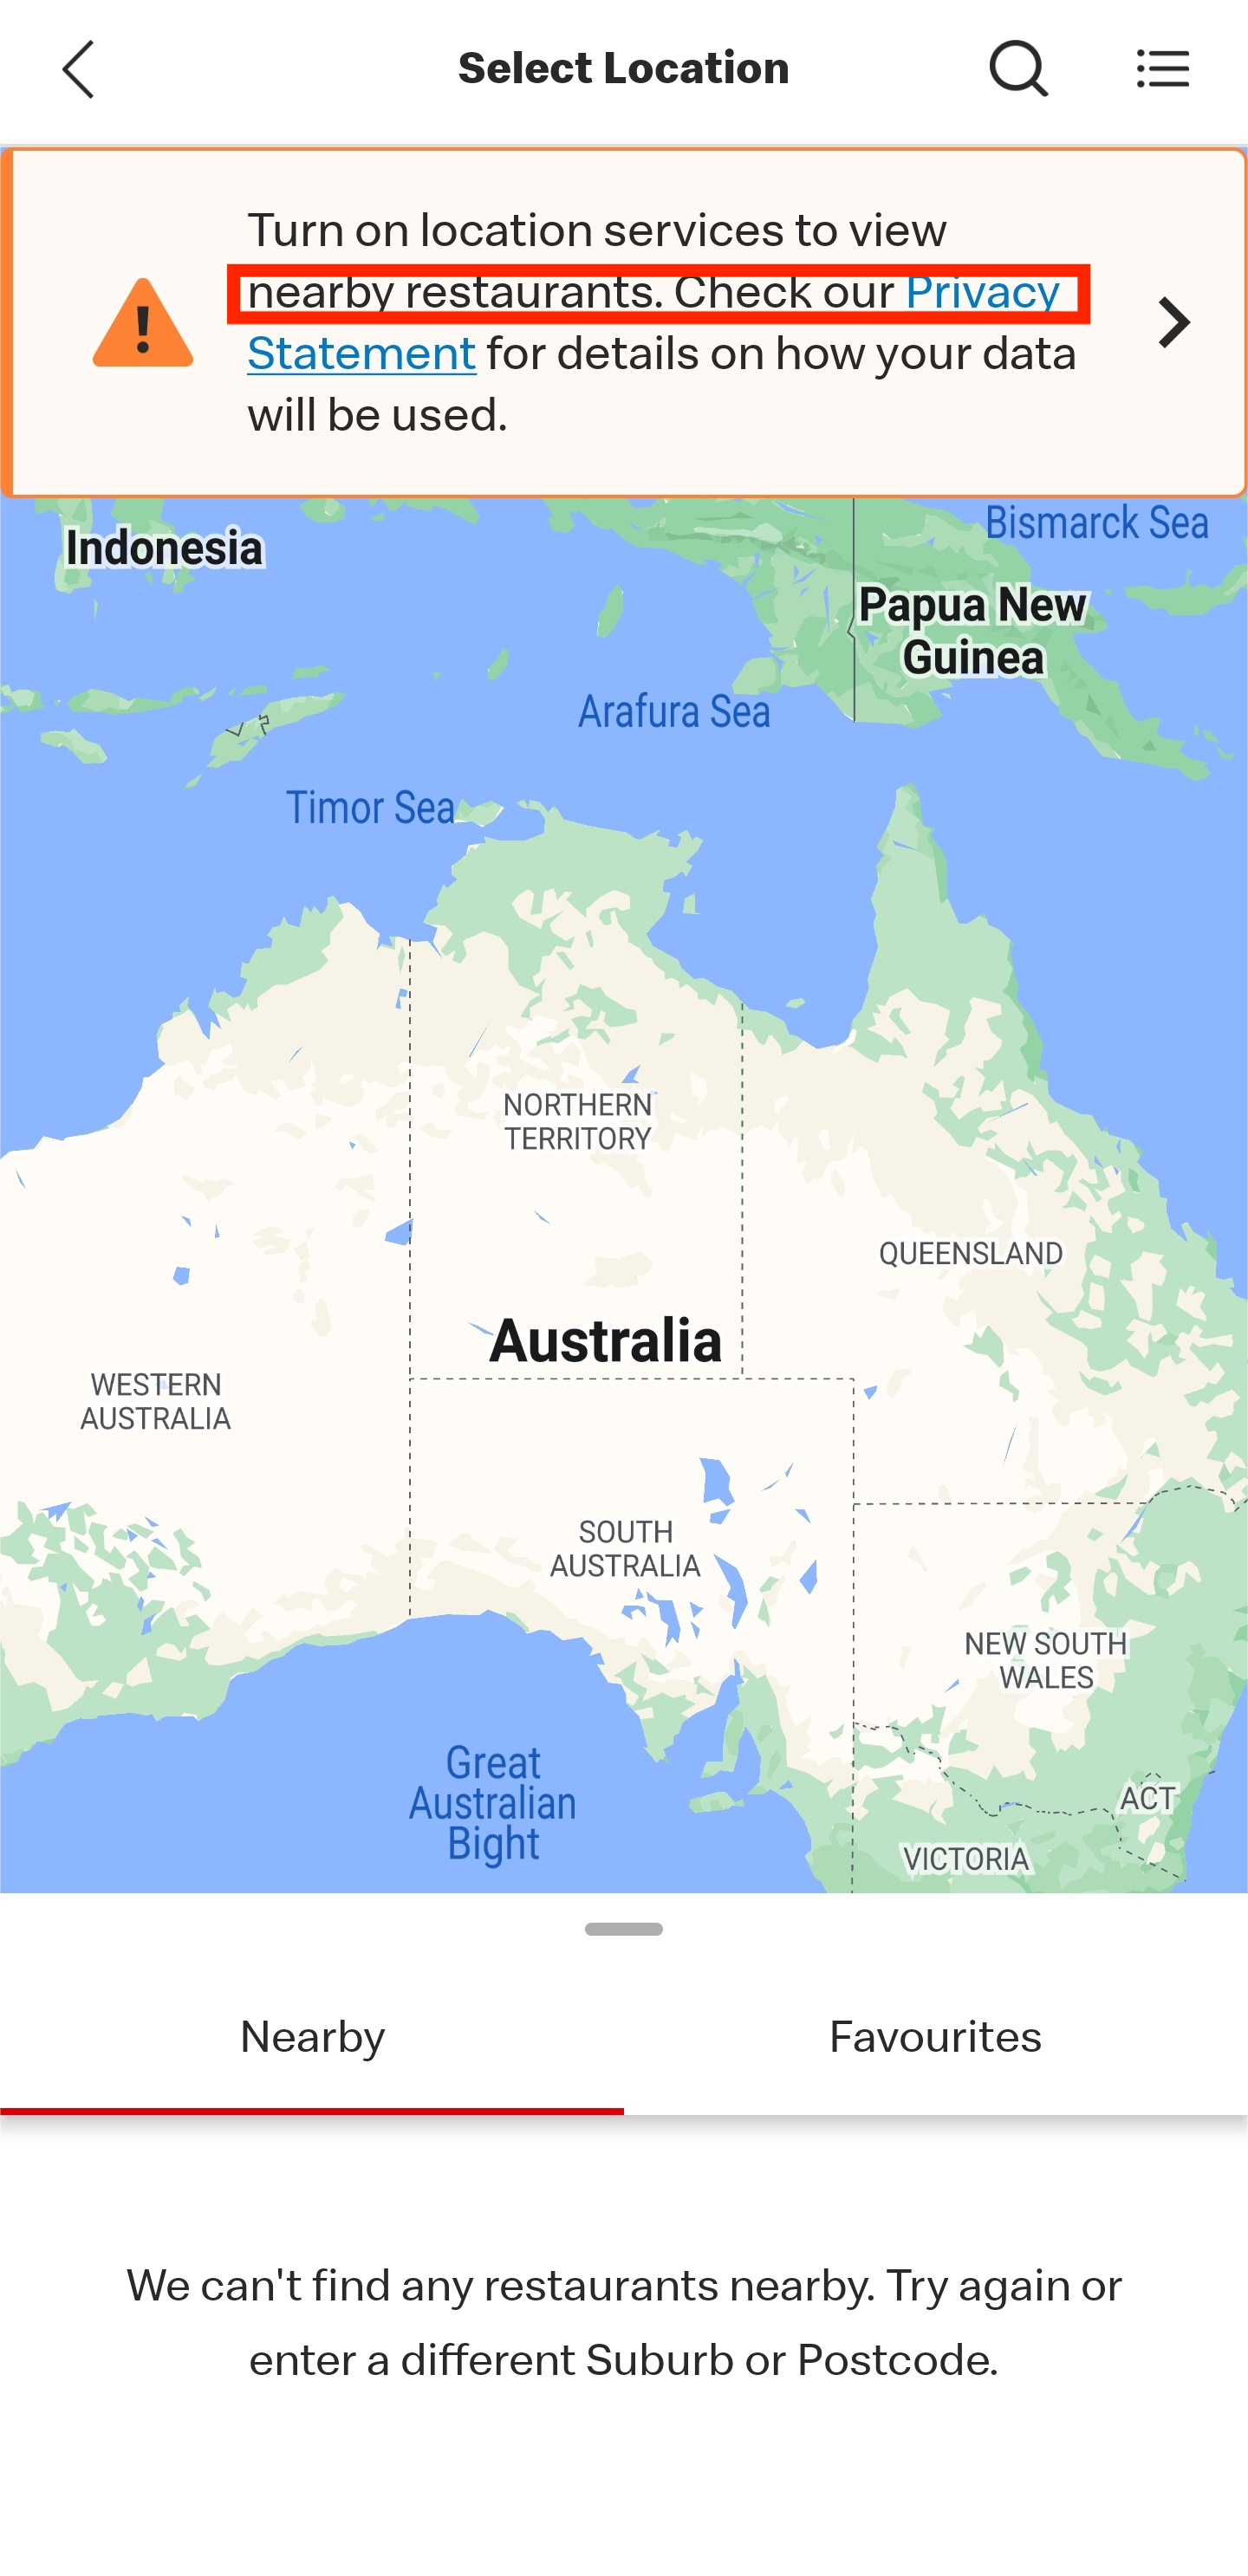 Select Location
Turn on location services to view
nearby restaurants. Check our Privacy
Statement for details on how your data
will be used.
Indonesia
Bismarck Sea
Papua New
Guinea
Arafura Sea
Timor Sea
NORTHERN
TERRITORY
QUEENSLAND
Australia
WESTERN
AUSTRALIA
SOUTH
AUSTRALIA
NEW SOUTH
WALES
Great
Australian
Bight
ACT
VICTORIA
Nearby
Favourites
We can't find any restaurants nearby. Try again or
enter a different Suburb or Postcode.